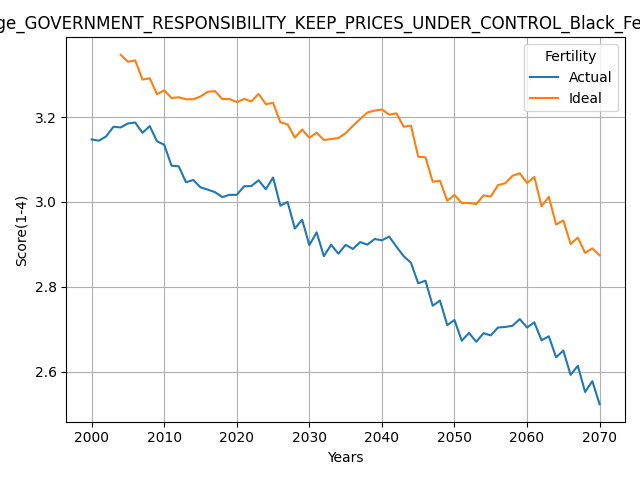 ge_GOVERNMENT_RESPONSIBILITY_KEEP_PRICES_UNDER_CONTROL_Black_Fe
Fertility
Actual
Ideal
3.2
3.0
2.8
2.6
Score(1-4)
2000 2010 2020 2030 2040 2050 2060 2070
Years